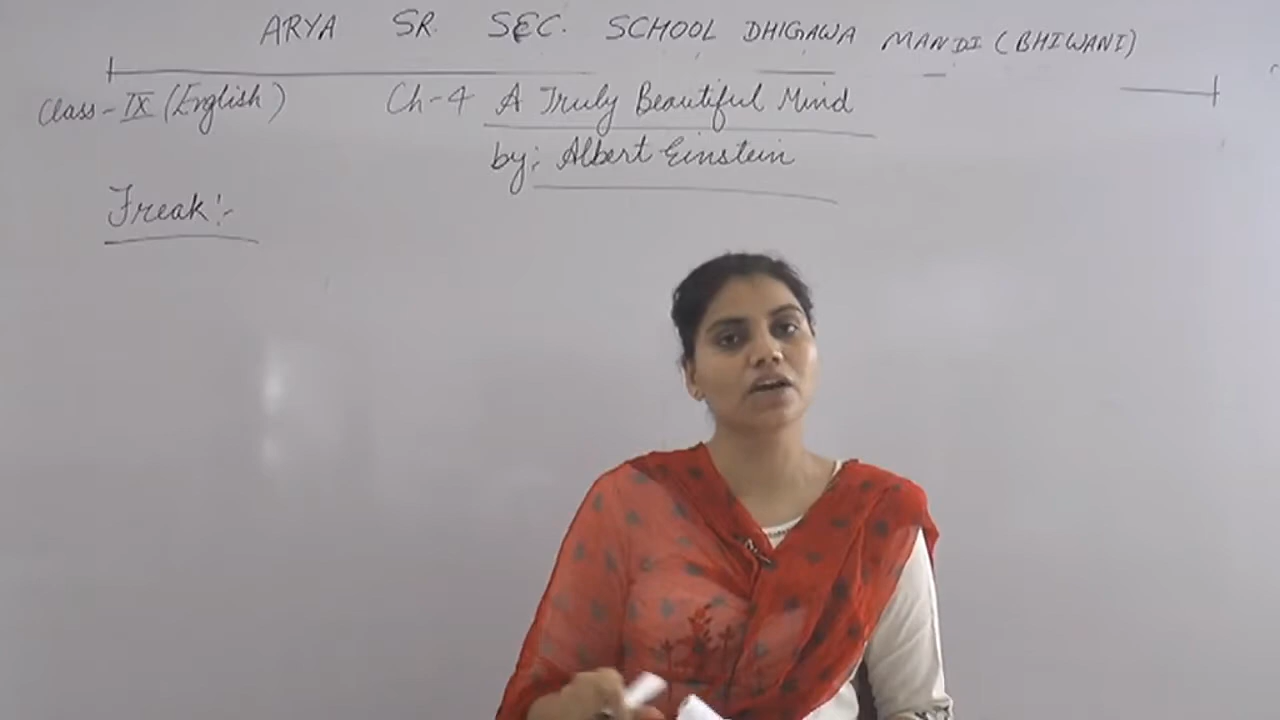 ARYA SR. SEC. SCHOOL DHIGAWA MANDI (BHIWANI)
Class - IX (English) Ch-4 A Truly Beautiful Mind
by: Albert Einstein
Freak:-